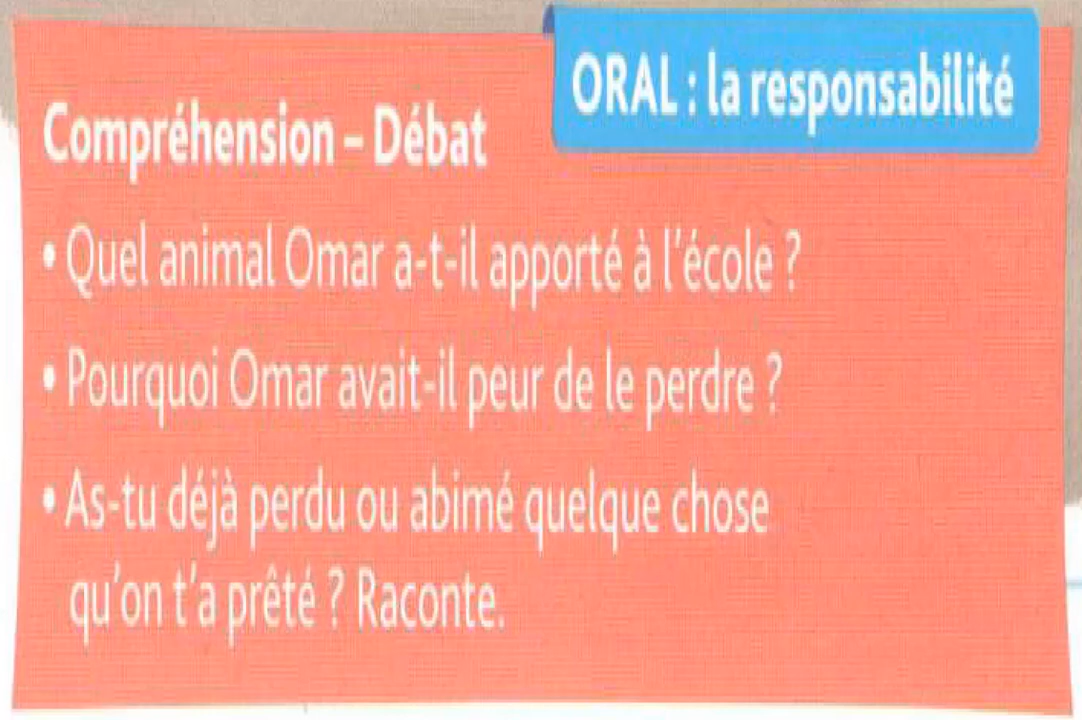 ORAL : la responsabilité
Compréhension – Débat
• Quel animal Omar a-t-il apporté à l'école ?
• Pourquoi Omar avait-il peur de le perdre ?
• As-tu déjà perdu ou abimé quelque chose
qu'on t'a prêté ? Raconte.